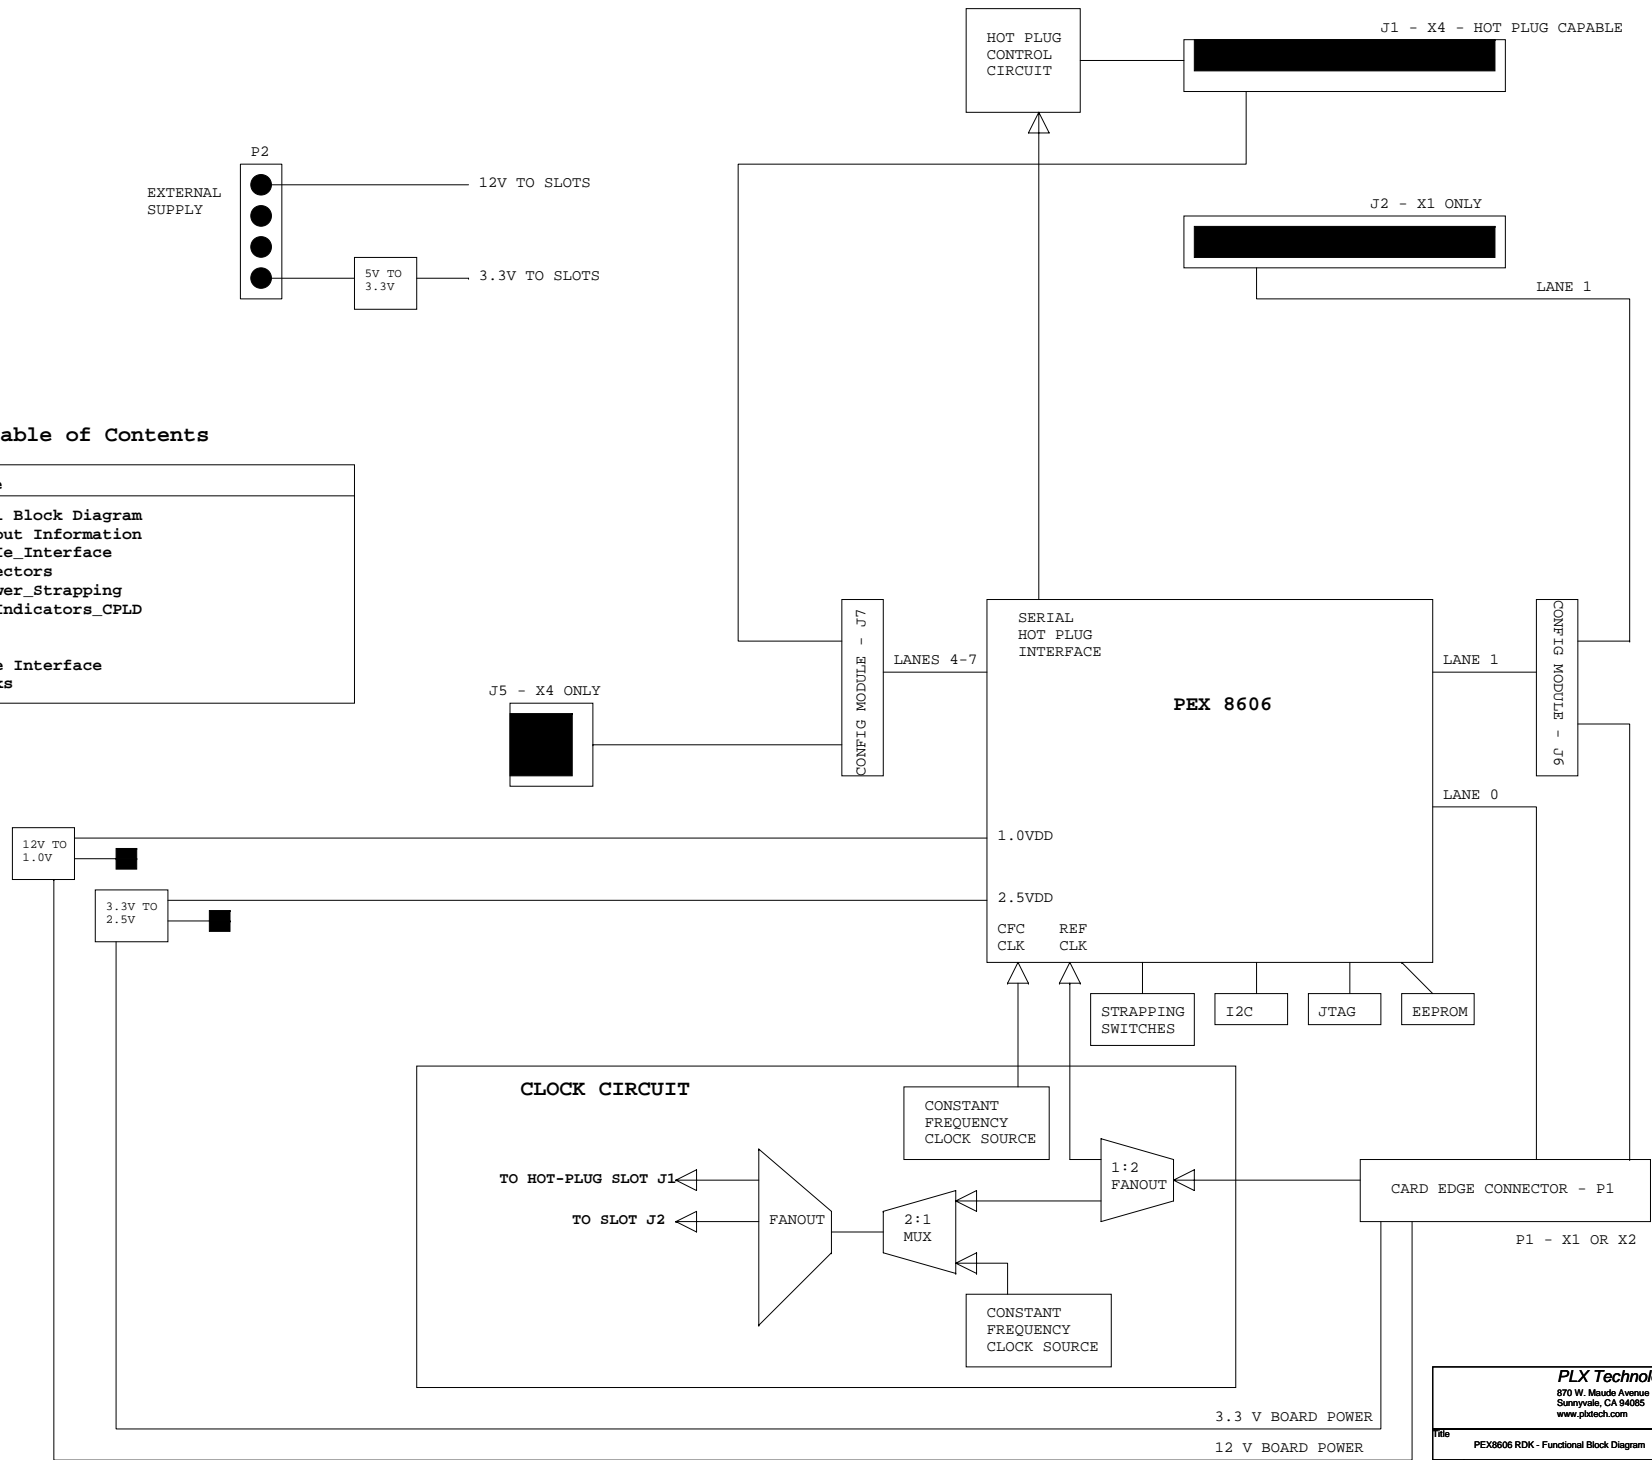 HOT PLUG
CONTROL
CIRCUIT
J1 - X4 - HOT PLUG CAPABLE
P2
EXTERNAL
SUPPLY
12V TO SLOTS
5V TO
3.3V
3.3V TO SLOTS
J2 - X1 ONLY
LANE 1
able of Contents
e
l Block Diagram
out Information
Ie_Interface
ectors
wer_Strapping
Indicators_CPLD
e Interface
ks
J5 - X4 ONLY
CONFIG MODULE - J7
LANES 4-7
SERIAL
HOT PLUG
INTERFACE
PEX 8606
LANE 1
CONFIG MODULE - J6
LANE 0
12V TO
1.0V
1.0VDD
3.3V TO
2.5V
2.5VDD
CFC
CLK
REF
CLK
STRAPPING
SWITCHES
I2C
JTAG
EEPROM
CLOCK CIRCUIT
CONSTANT
FREQUENCY
CLOCK SOURCE
TO HOT-PLUG SLOT J1
TO SLOT J2
FANOUT
2:1
MUX
1:2
FANOUT
CONSTANT
FREQUENCY
CLOCK SOURCE
CARD EDGE CONNECTOR - P1
P1 - X1 OR X2
3.3 V BOARD POWER
12 V BOARD POWER
PLX Technol
870 W. Maude Avenue
Sunnyvale, CA 94085
www.plxtech.com
Title
PEX8606 RDK - Functional Block Diagram